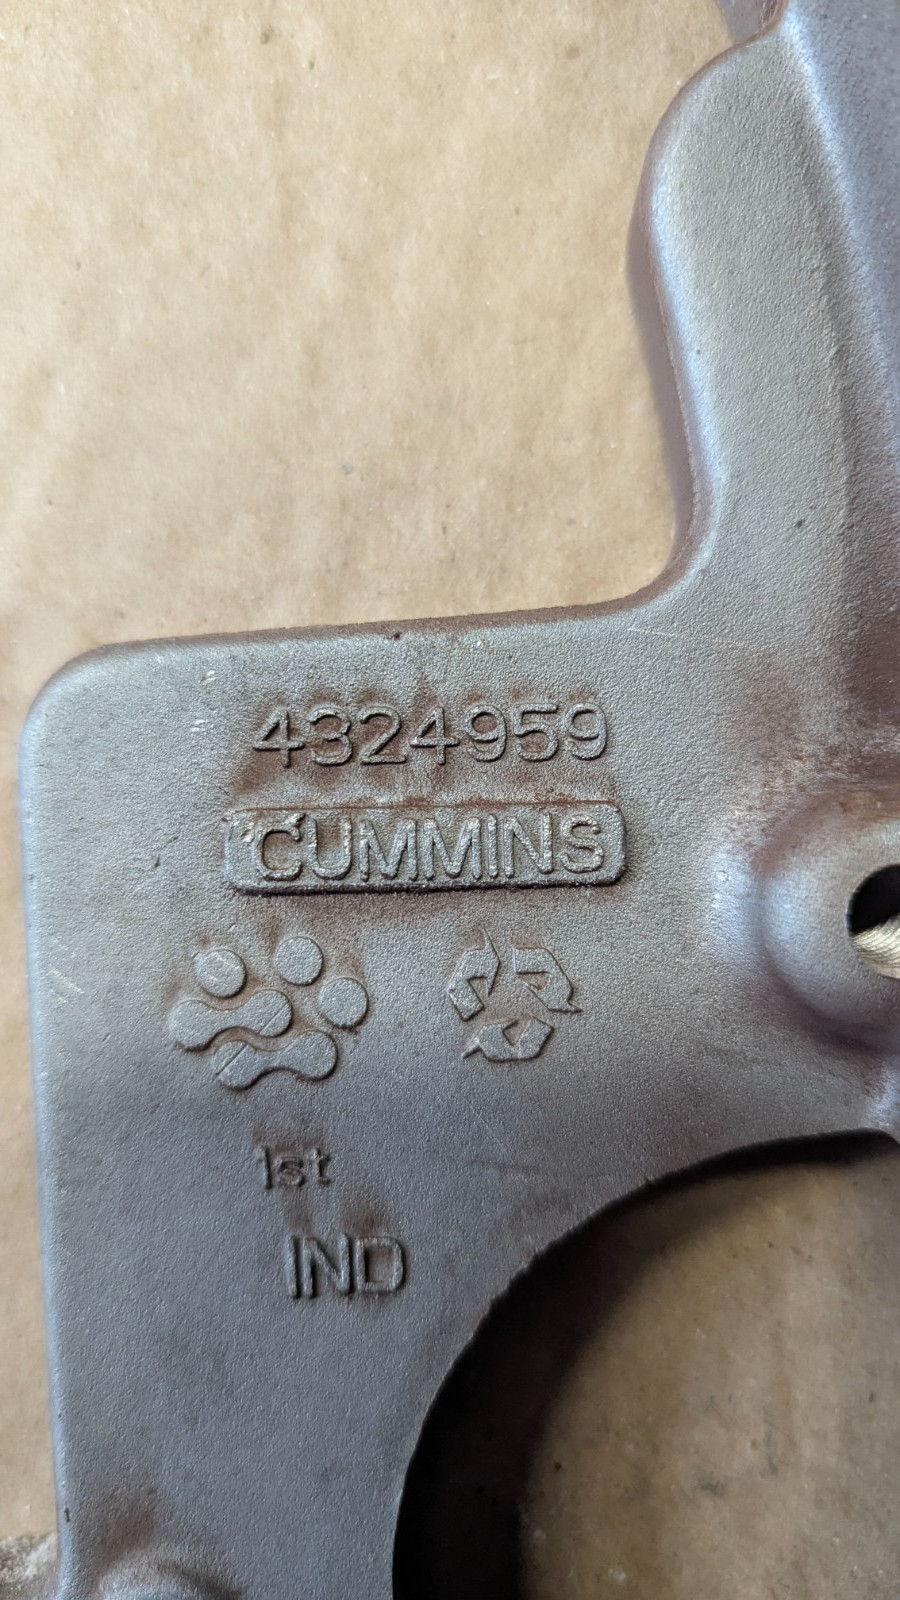 4324959
CUMMINS
1st
IND